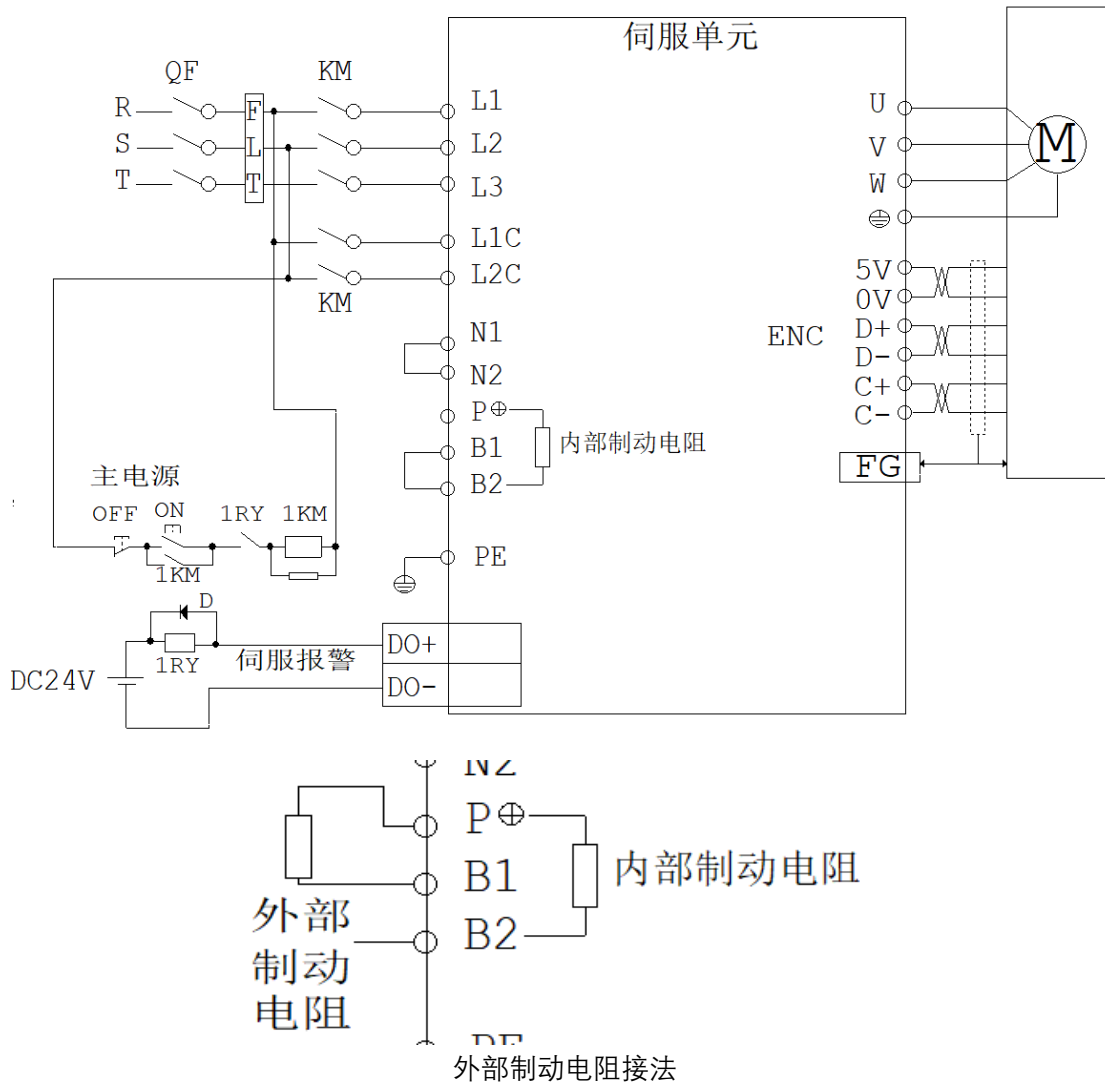 伺服单元
QF
KM
R
F
L1
U
S
L
L2
V
M
T
T
L3
W
L1C
L2C
KM
5V
0V
ENC
D+
D-
C+
C-
FG
N1
N2
P
B1
内部制动电阻
B2
主电源
OFF
ON
1RY
1KM
1KM
PE
D
1RY
伺服报警
DC24V
DO+
DO-
N2
P
B1
内部制动电阻
B2
外部
制动
电阻
PE
外部制动电阻接法